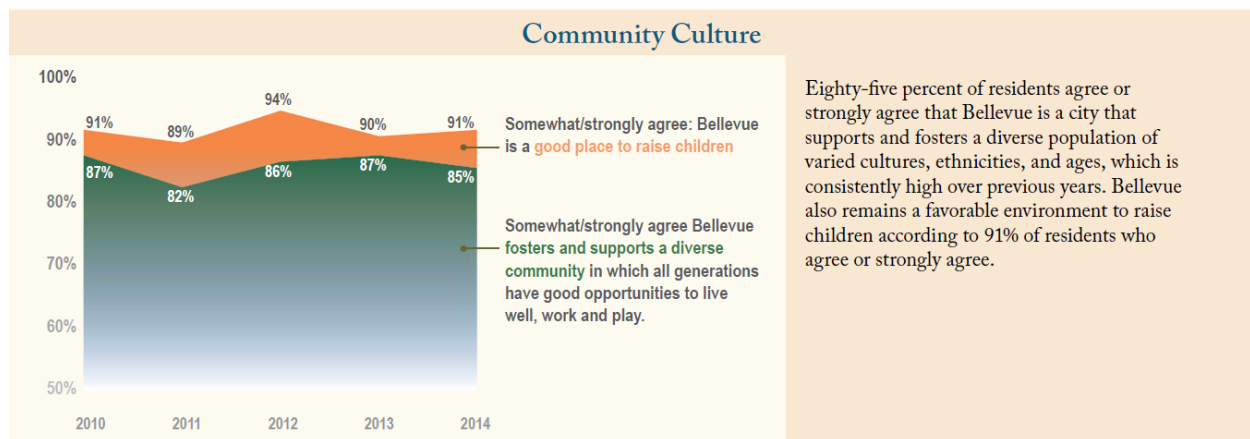 Community Culture
100%
90%
80%
70%
60%
50%
91%
89%
94%
90%
91%
87%
82%
86%
87%
85%
2010
2011
2012
2013
2014
Somewhat/strongly agree: Bellevue
is a good place to raise children
Somewhat/strongly agree Bellevue
fosters and supports a diverse
community in which all generations
have good opportunities to live
well, work and play.
Eighty-five percent of residents agree or
strongly agree that Bellevue is a city that
supports and fosters a diverse population of
varied cultures, ethnicities, and ages, which is
consistently high over previous years. Bellevue
also remains a favorable environment to raise
children according to 91% of residents who
agree or strongly agree.